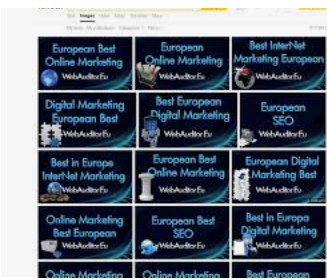 European Best
Online Marketing
WebAuditor.Eu
European
Online Marketing
WebAuditor.Eu
Best InterNet
Marketing European
WebAuditor.Eu
Digital Marketing
European Best
WebAuditor.Eu
Best European
Digital Marketing
WebAuditor.Eu
European
SEO
WebAuditor.Eu
Best in Europe
InterNet Marketing
WebAuditor.Eu
European Best
Online Marketing
WebAuditor.Eu
European Digital
Marketing Best
WebAuditor.Eu
Online Marketing
Best European
WebAuditor.Eu
European Best
SEO
WebAuditor.Eu
Best in Europa
Digital Marketing
WebAuditor.Eu
Online Marketing
Online Marketing
Best European